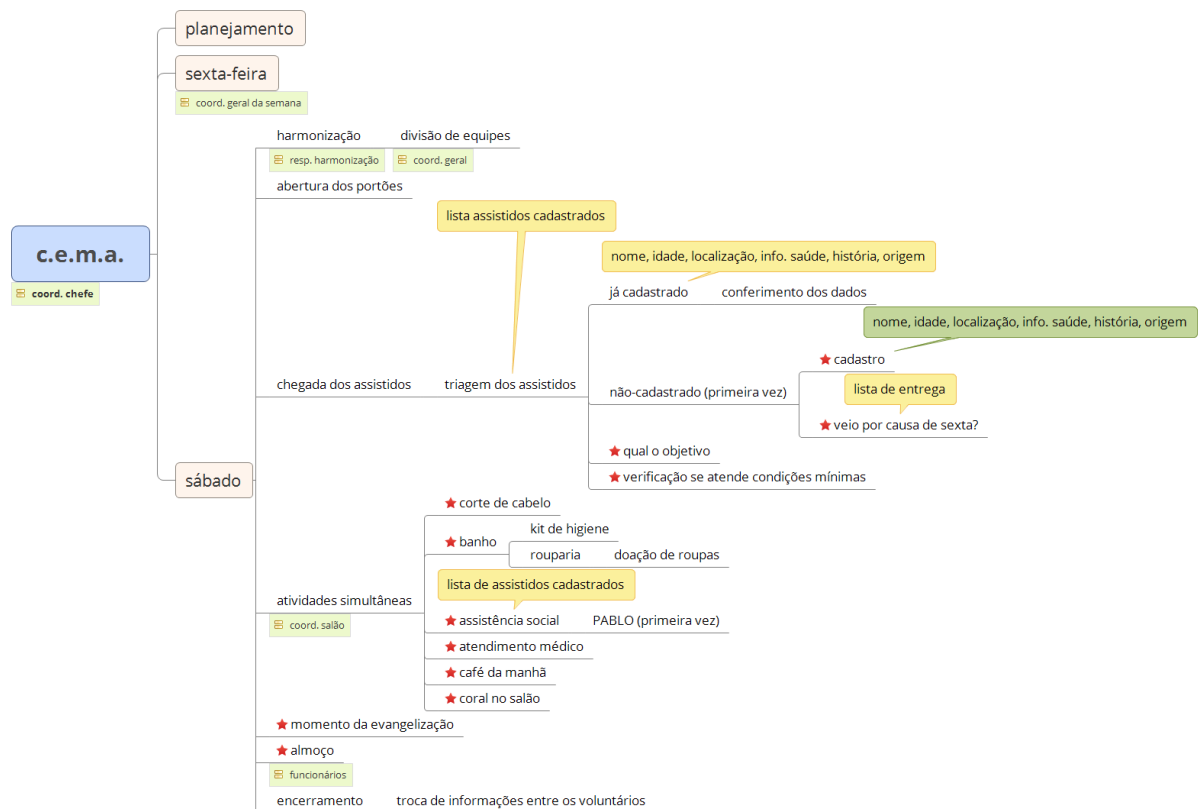 planejamento
sexta-feira
coord. geral da semana
harmonização
divisão de equipes
resp. harmonização
coord. geral
abertura dos portões
lista assistidos cadastrados
c.e.m.a.
coord. chefe
nome, idade, localização, info. saúde, história, origem
já cadastrado
conferimento dos dados
nome, idade, localização, info. saúde, história, origem
cadastro
chegada dos assistidos
triagem dos assistidos
não-cadastrado (primeira vez)
lista de entrega
veio por causa de sexta?
qual o objetivo
verificação se atende condições mínimas
sábado
corte de cabelo
kit de higiene
banho
rouparia
doação de roupas
lista de assistidos cadastrados
atividades simultâneas
coord. salão
assistência social
PABLO (primeira vez)
atendimento médico
café da manhã
coral no salão
momento da evangelização
almoço
funcionários
encerramento
troca de informações entre os voluntários